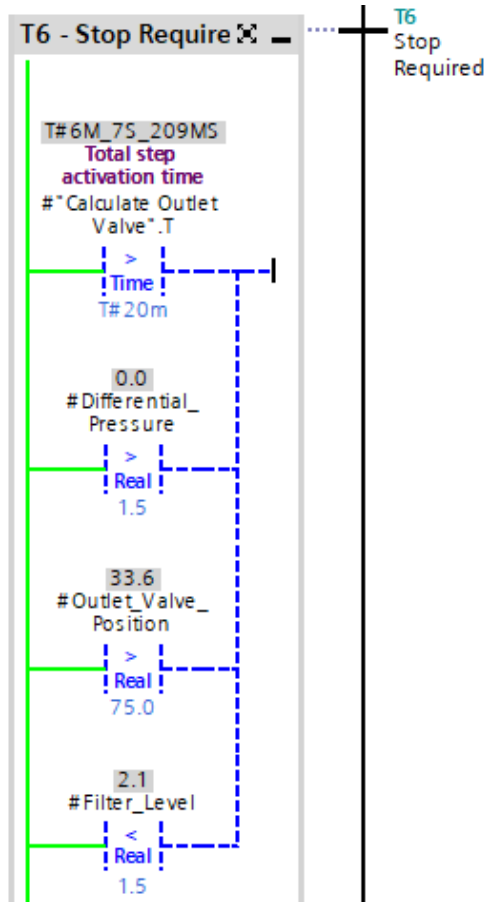 T6 - Stop Require
T6
Stop
Required
T#6M_7S_209MS
Total step
activation time
#"Calculate Outlet
Valve".T
>
Time
T#20m
0.0
#Differential_
Pressure
>
Real
1.5
33.6
#Outlet_Valve_
Position
>
Real
75.0
2.1
#Filter_Level
<
Real
1.5